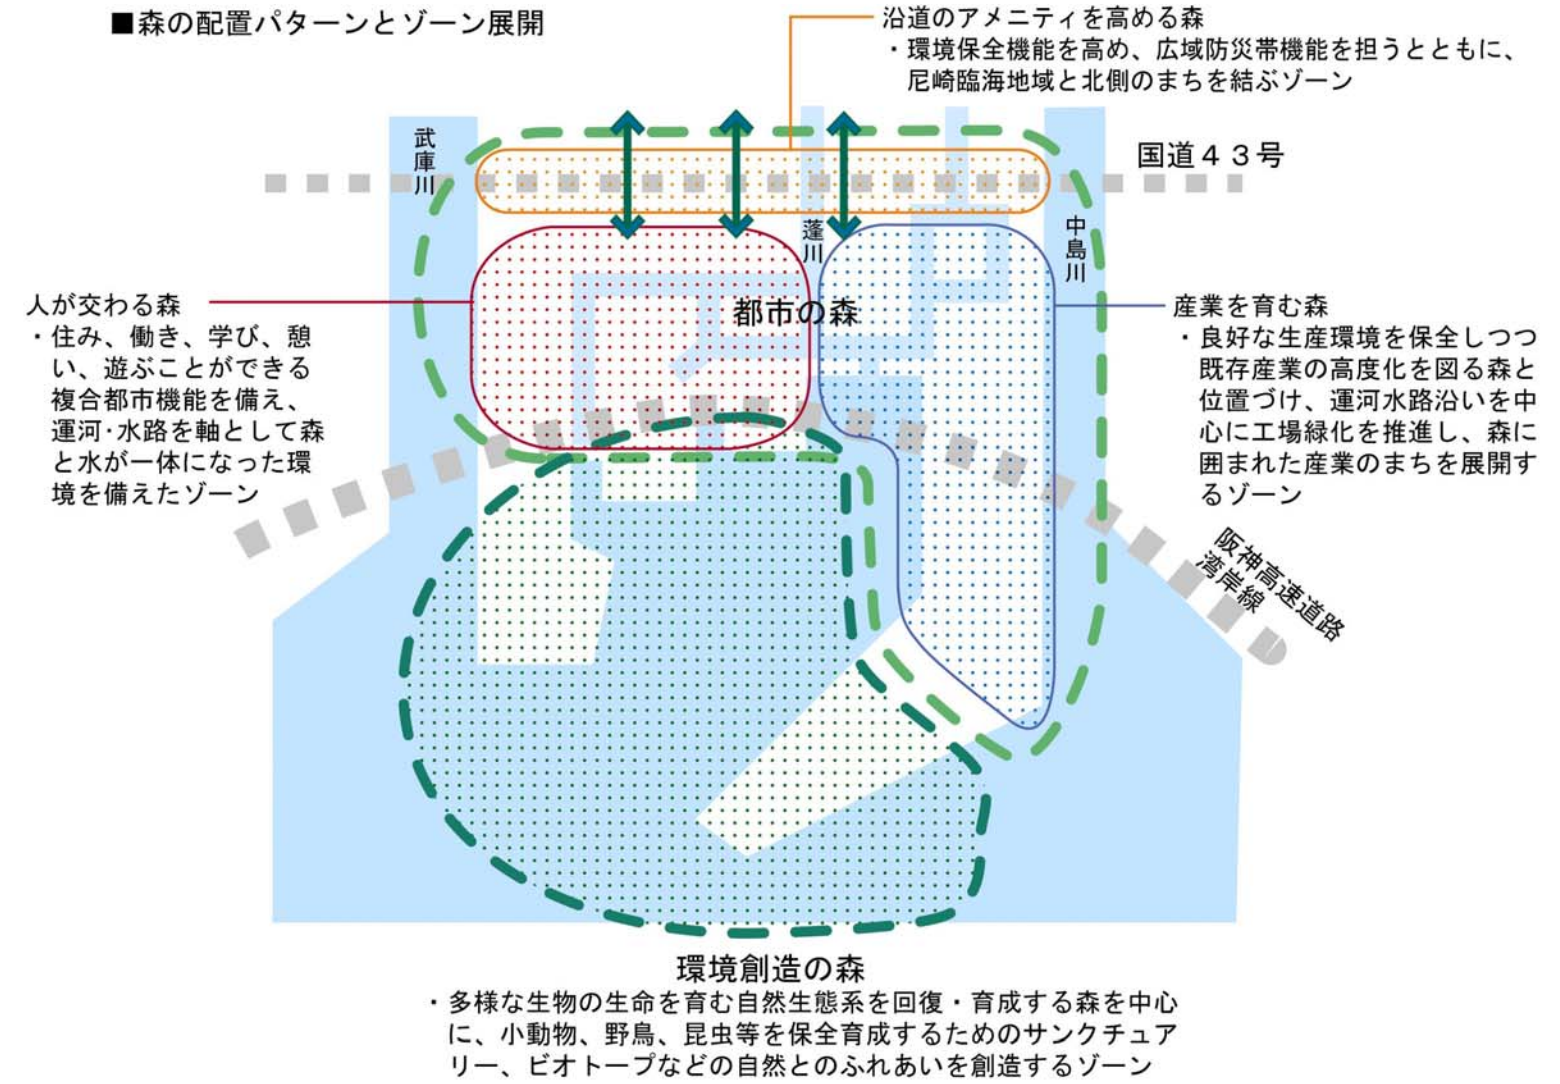 ■森の配置パターンとゾーン展開
沿道のアメニティを高める森
・環境保全機能を高め、広域防災帯機能を担うとともに、
尼崎臨海地域と北側のまちを結ぶゾーン
武庫川
国道４３号
蓬川
中島川
都市の森
人が交わる森
・住み、働き、学び、憩
い、遊ぶことができる
複合都市機能を備え、
運河・水路を軸として森
と水が一体になった環
境を備えたゾーン
産業を育む森
・良好な生産環境を保全しつつ
既存産業の高度化を図る森と
位置づけ、運河水路沿いを中
心に工場緑化を推進し、森に
囲まれた産業のまちを展開す
るゾーン
阪神高速道路
湾岸線
環境創造の森
・多様な生物の生命を育む自然生態系を回復・育成する森を中心
に、小動物、野鳥、昆虫等を保全育成するためのサンクチュア
リー、ビオトープなどの自然とのふれあいを創造するゾーン